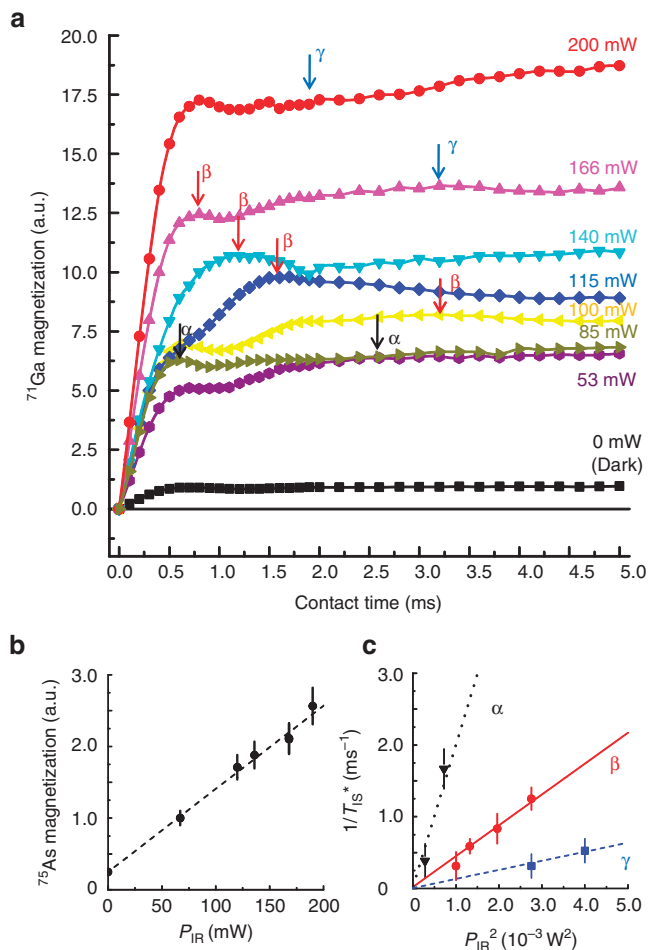 a
20.0
17.5
15.0
12.5
10.0
7.5
5.0
2.5
0.0
⁷¹Ga magnetization (a.u.)
γ
200 mW
β
γ
166 mW
β
β
140 mW
115 mW
β
100 mW
α
α
85 mW
53 mW
0 mW
(Dark)
0.0 0.5 1.0 1.5 2.0 2.5 3.0 3.5 4.0 4.5 5.0
Contact time (ms)
b
3.0
2.0
1.0
0
⁷⁵As magnetization (a.u.)
0 50 100 150 200
P_IR (mW)
c
3.0
2.0
1.0
0
1/T_IS* (ms⁻¹)
α
β
γ
0 1.0 2.0 3.0 4.0 5.0
P_IR² (10⁻³ W²)